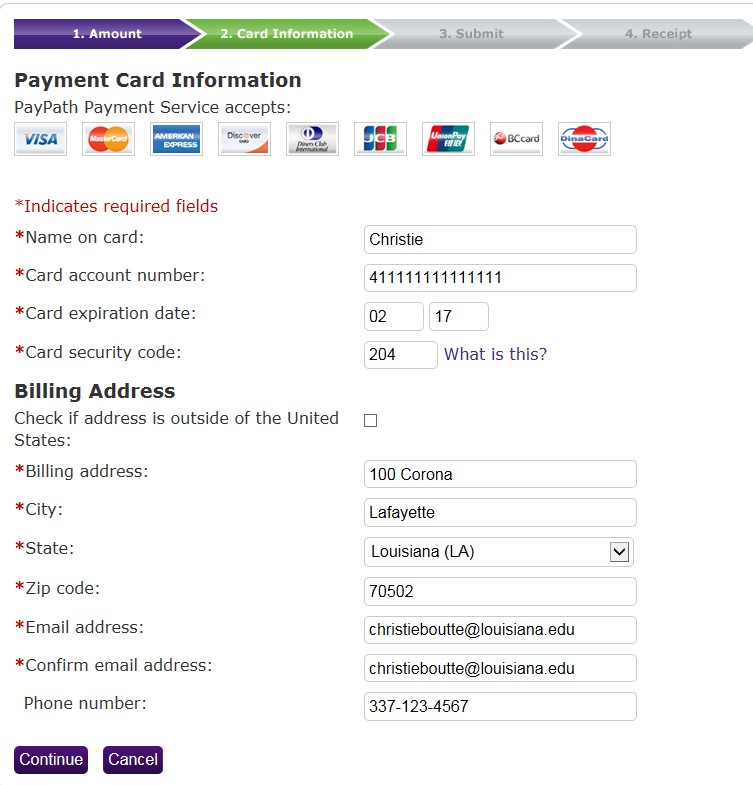 1. Amount 2. Card Information 3. Submit 4. Receipt
Payment Card Information
PayPath Payment Service accepts:
VISA MasterCard AMERICAN EXPRESS Discover CARD Diners Club International JCB UnionPay 银联 BCcard DinaCard
*Indicates required fields
*Name on card: Christie
*Card account number: 411111111111111
*Card expiration date: 02 17
*Card security code: 204 What is this?
Billing Address
Check if address is outside of the United
States:
*Billing address: 100 Corona
*City: Lafayette
*State: Louisiana (LA)
*Zip code: 70502
*Email address: christieboutte@louisiana.edu
*Confirm email address: christieboutte@louisiana.edu
Phone number: 337-123-4567
Continue Cancel